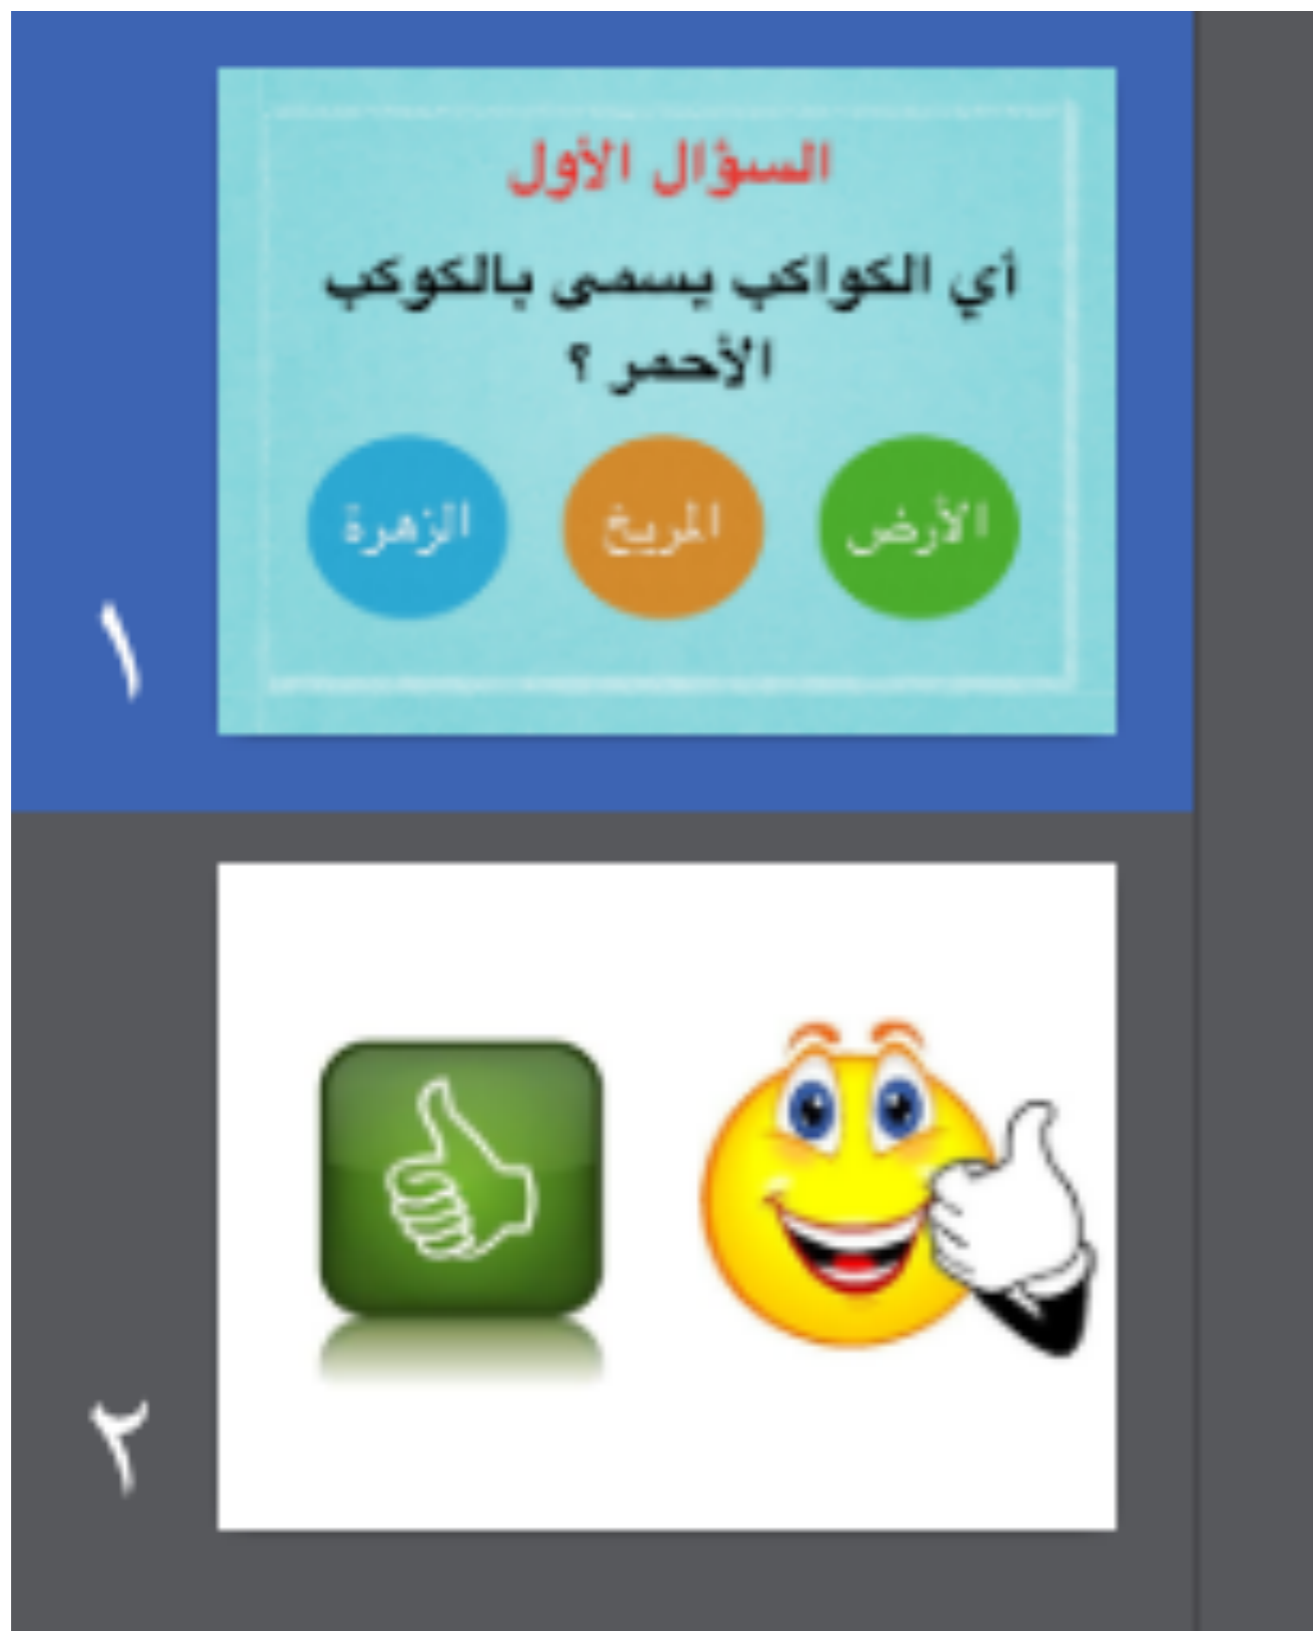 السؤال الأول
أي الكواكب يسمى بالكوكب
الأحمر ؟
الأرض المريخ الزهرة
١
٢